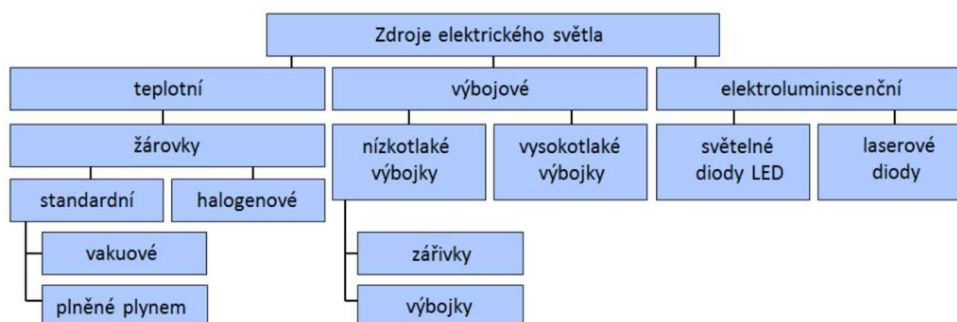 Zdroje elektrického světla
teplotní
výbojové
elektroluminiscenční
žárovky
nízkotlaké
výbojky
vysokotlaké
výbojky
světelné
diody LED
laserové
diody
standardní
halogenové
vakuové
zářivky
plněné plynem
výbojky